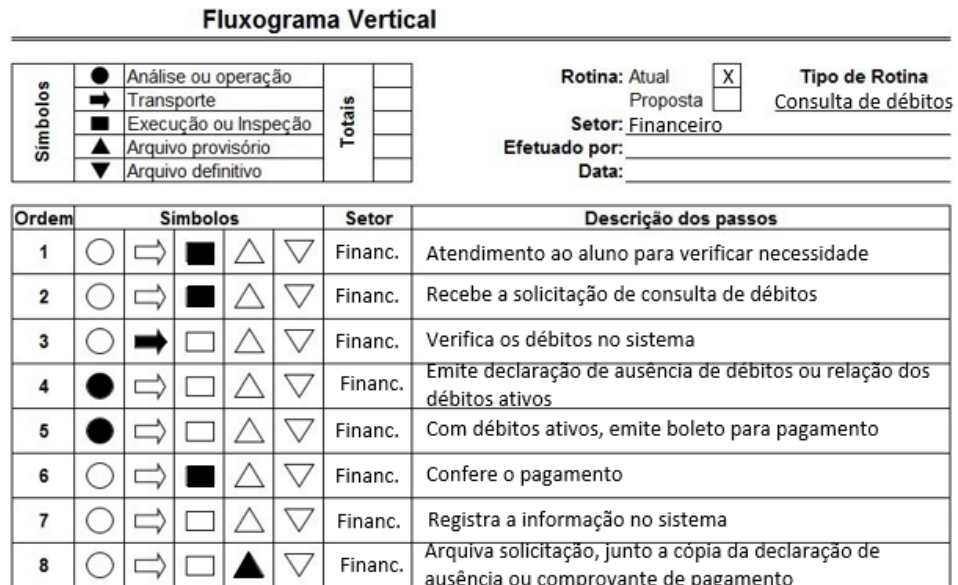 Fluxograma Vertical
Símbolos
Análise ou operação
Transporte
Execução ou Inspeção
Arquivo provisório
Arquivo definitivo
Totais
Rotina: Atual X
Proposta
Setor: Financeiro
Efetuado por:
Data:
Tipo de Rotina
Consulta de débitos
Ordem Símbolos Setor Descrição dos passos
1 Financ. Atendimento ao aluno para verificar necessidade
2 Financ. Recebe a solicitação de consulta de débitos
3 Financ. Verifica os débitos no sistema
4 Financ. Emite declaração de ausência de débitos ou relação dos
débitos ativos
5 Financ. Com débitos ativos, emite boleto para pagamento
6 Financ. Confere o pagamento
7 Financ. Registra a informação no sistema
8 Financ. Arquiva solicitação, junto a cópia da declaração de
ausência ou comprovante de pagamento